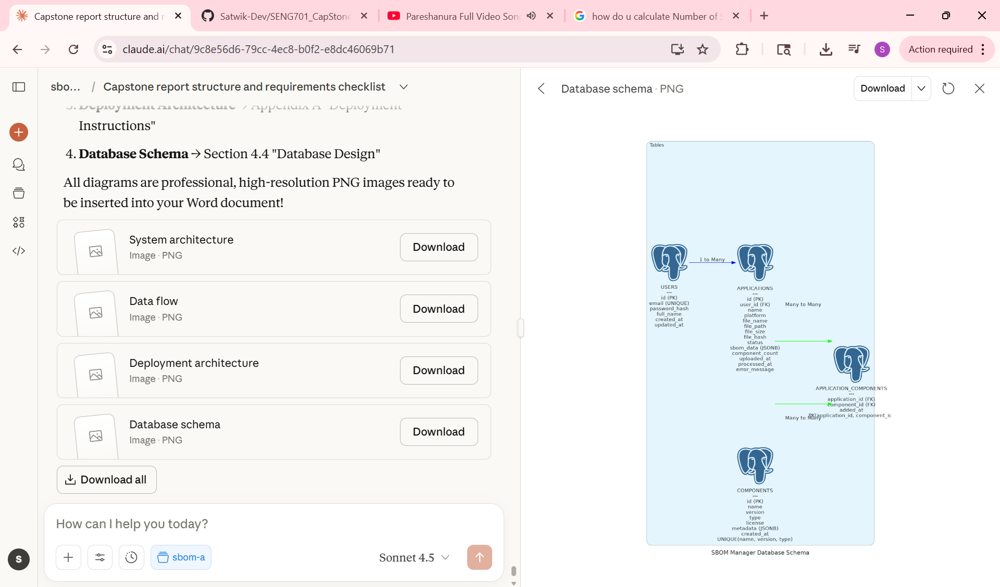 Capstone report structure and r
Satwik-Dev/SENG701_CapStone
Pareshanura Full Video Song
how do u calculate Number of S
claude.ai/chat/9c8e56d6-79cc-4ec8-b0f2-e8dc46069b71
S
Action required
sbo... / Capstone report structure and requirements checklist
3. Deployment Architecture → Appendix A "Deployment
Instructions"
4. Database Schema → Section 4.4 "Database Design"
All diagrams are professional, high-resolution PNG images ready to
be inserted into your Word document!
System architecture
Image · PNG
Download
Data flow
Image · PNG
Download
Deployment architecture
Image · PNG
Download
Database schema
Image · PNG
Download
Download all
How can I help you today?
sbom-a
Sonnet 4.5
S
Database schema · PNG
Download
Tables
1 to Many
USERS
---
id (PK)
email (UNIQUE)
password_hash
full_name
created_at
updated_at
APPLICATIONS
---
id (PK)
user_id (FK)
name
platform
file_name
file_path
file_size
file_hash
status
sbom_data (JSONB)
component_count
uploaded_at
processed_at
error_message
Many to Many
APPLICATION_COMPONENTS
---
application_id (FK)
component_id (FK)
added_at
PK(application_id, component_ic
Many to Many
COMPONENTS
---
id (PK)
name
version
type
license
metadata (JSONB)
created_at
UNIQUE(name, version, type)
SBOM Manager Database Schema